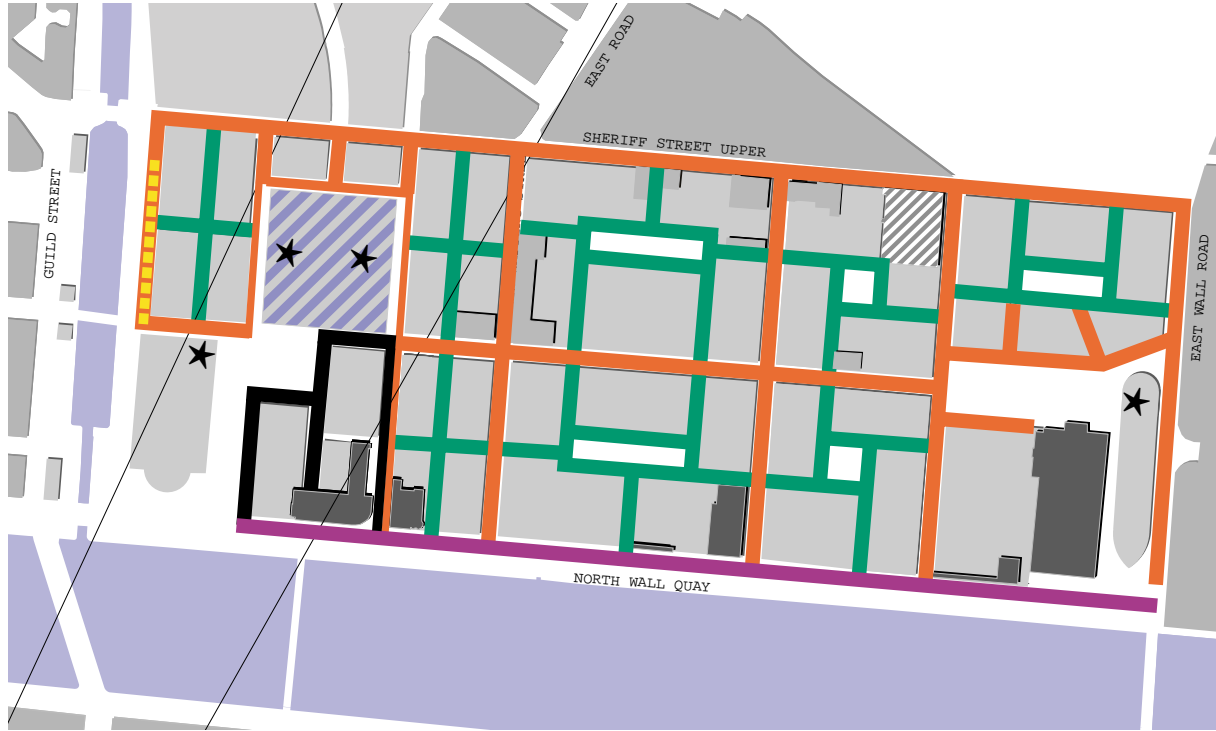 EAST ROAD
SHERIFF STREET UPPER
GUILD STREET
EAST WALL ROAD
NORTH WALL QUAY